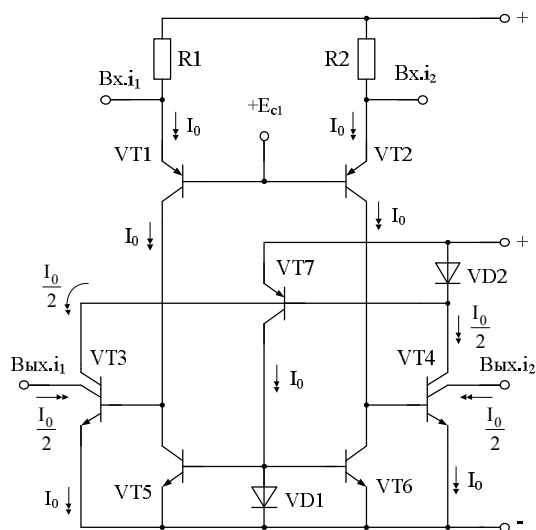 +
R1
R2
Вх.i₁
Вх.i₂
+Ec1
I₀
I₀
VT1
VT2
I₀
I₀
+
VT7
VD2
I₀/2
I₀/2
Вых.i₁
VT3
VT4
Вых.i₂
I₀/2
I₀
I₀/2
I₀
VT5
VD1
VT6
I₀
-